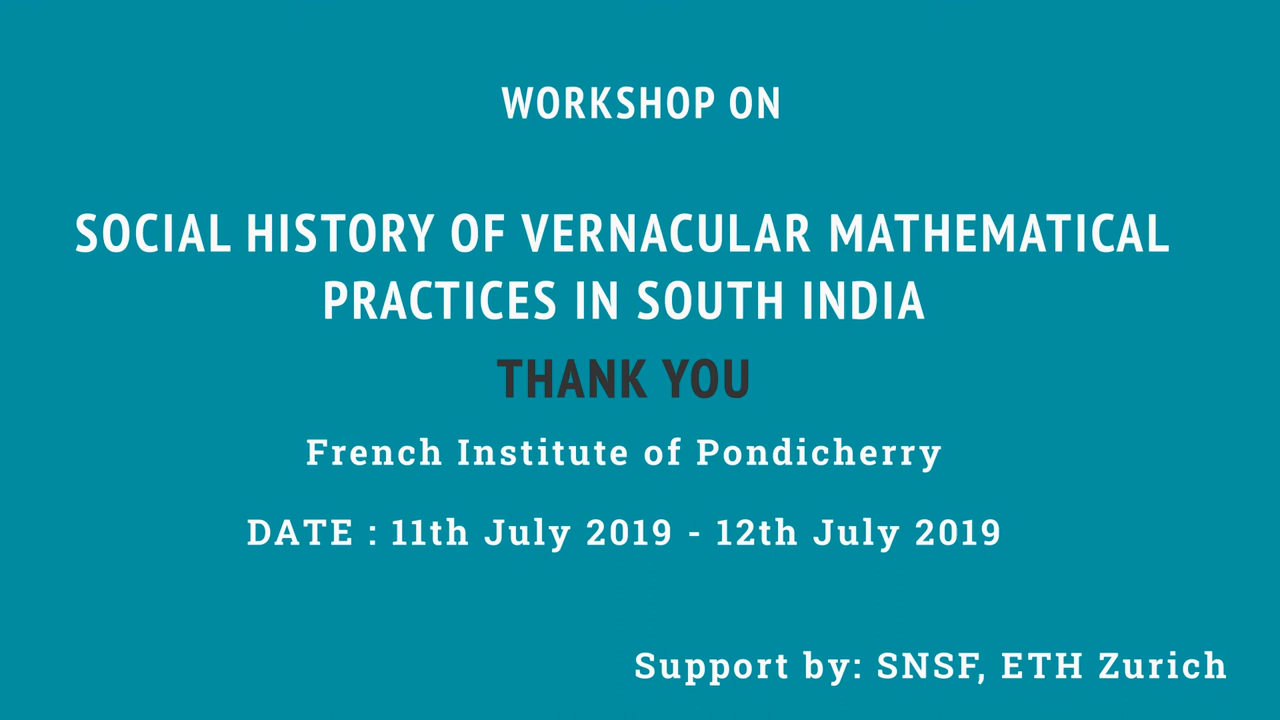 WORKSHOP ON
SOCIAL HISTORY OF VERNACULAR MATHEMATICAL
PRACTICES IN SOUTH INDIA
THANK YOU
French Institute of Pondicherry
DATE : 11th July 2019 - 12th July 2019
Support by: SNSF, ETH Zurich